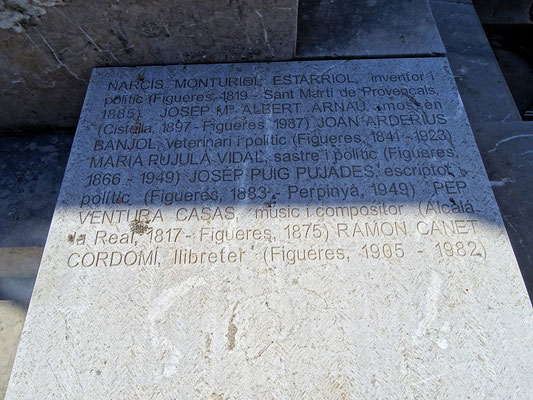 NARCÍS MONTURIOL ESTARRIOL, Inventor i
polític (Figueres, 1819 - Sant Martí de Provençals,
1885) JOSEP Mª ALBERT ARNAU, mossèn
(Cistella, 1897 - Figueres, 1987) JOAN ARDERIUS
BANJOL, veterinari i polític (Figueres, 1841 - 1923)
MARIÀ PUJULÀ VIDAL, sastre i polític (Figueres,
1866 - 1949) JOSEP PUIG PUJADES, escriptor i
polític (Figueres, 1883 - Perpinyà, 1949) PEP
VENTURA CASAS, músic i compositor (Alcalá
la Real, 1817 - Figueres, 1875) RAMON CANET
CORDOMÍ, llibreter (Figueres, 1905 - 1982)